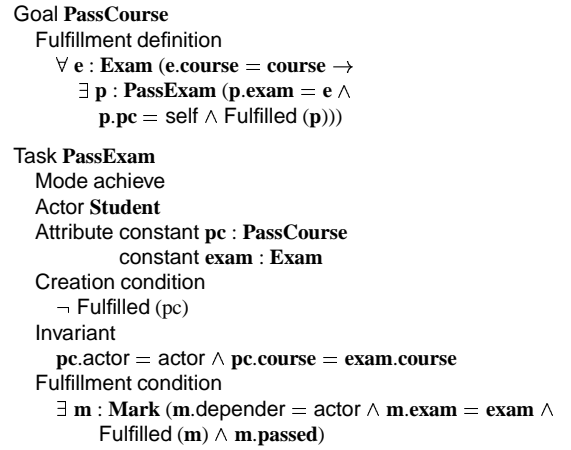 Goal PassCourse
Fulfillment definition
∀ e : Exam (e.course = course →
∃ p : PassExam (p.exam = e ∧
p.pc = self ∧ Fulfilled (p)))
Task PassExam
Mode achieve
Actor Student
Attribute constant pc : PassCourse
constant exam : Exam
Creation condition
¬ Fulfilled (pc)
Invariant
pc.actor = actor ∧ pc.course = exam.course
Fulfillment condition
∃ m : Mark (m.depender = actor ∧ m.exam = exam ∧
Fulfilled (m) ∧ m.passed)